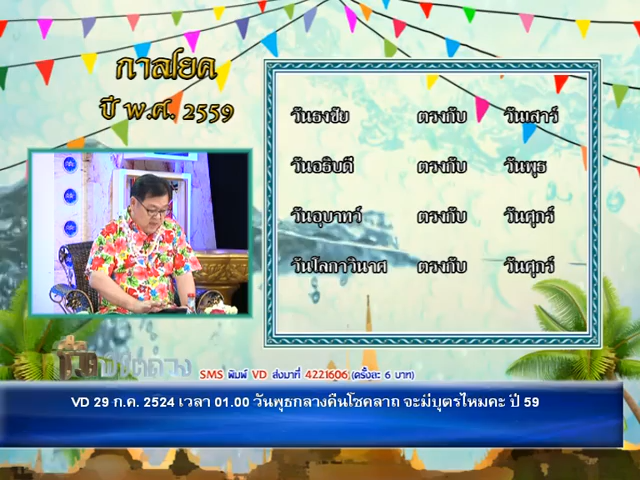 กาลโยค
ปี พ.ศ. 2559
วันธงชัย ตรงกับ วันเสาร์
วันอธิบดี ตรงกับ วันพุธ
วันอุบาทว์ ตรงกับ วันศุกร์
วันโลกาวินาศ ตรงกับ วันศุกร์
SMS พิมพ์ VD ส่งมาที่ 4221606 (ครั้งละ 6 บาท)
VD 29 ก.ค. 2524 เวลา 01.00 วันพุธกลางคืนโชคลาภ จะมีบุตรไหมคะ ปี 59